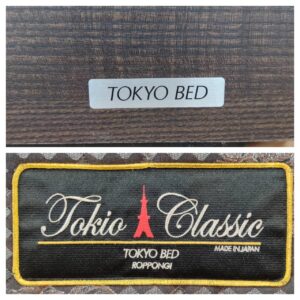 TOKYO BED
Tokio Classic
MADE IN JAPAN
TOKYO BED
ROPPONGI